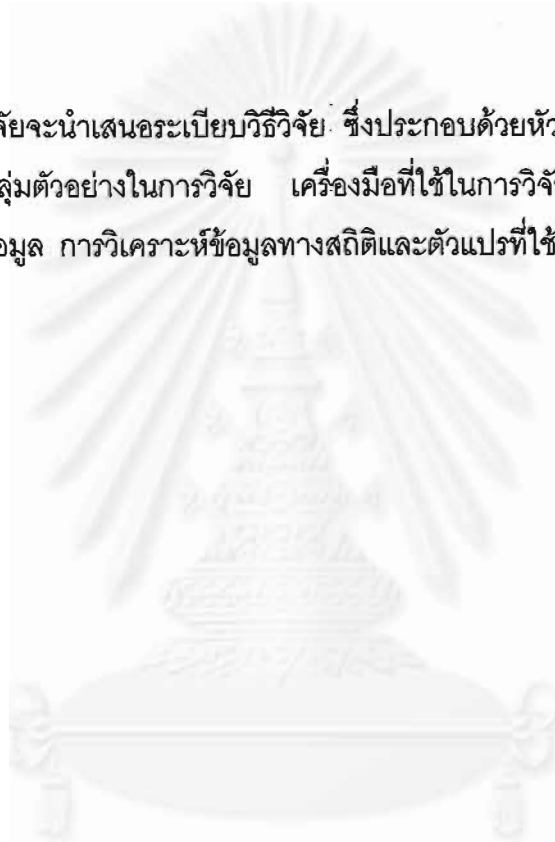 จัยจะนำเสนอระเบียบวิธีวิจัย ซึ่งประกอบด้วยหัว
ลุ่มตัวอย่างในการวิจัย เครื่องมือที่ใช้ในการวิจั
อมูล การวิเคราะห์ข้อมูลทางสถิติและตัวแปรที่ใช้